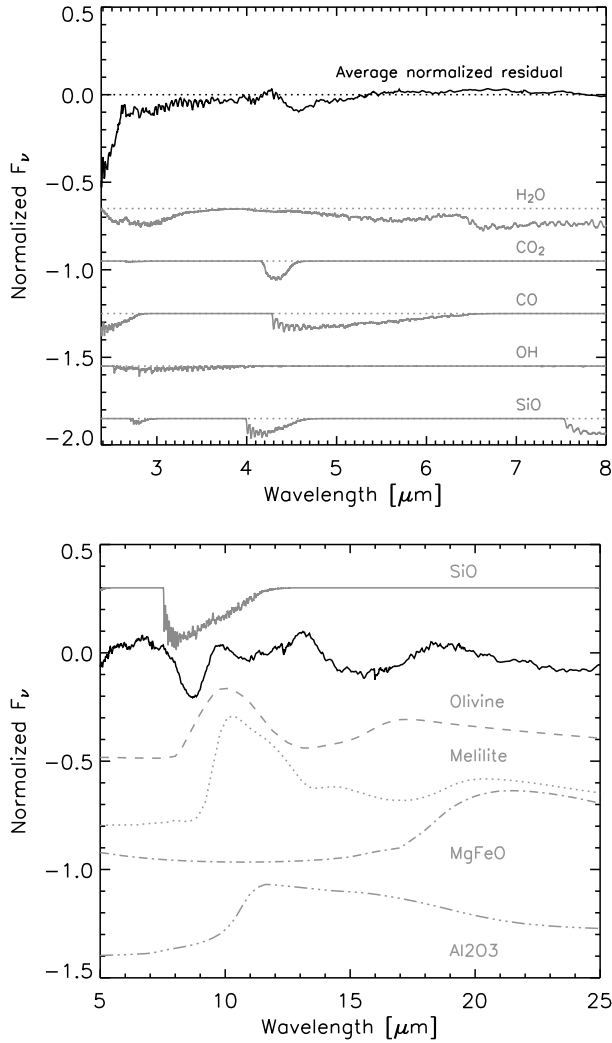 0.5
Average normalized residual
0.0
−0.5
H2O
CO2
−1.0
CO
OH
−1.5
SiO
−2.0
Normalized Fν
3 4 5 6 7 8
Wavelength [μm]
0.5
SiO
0.0
Olivine
−0.5
Melilite
MgFeO
−1.0
Al2O3
−1.5
Normalized Fν
5 10 15 20 25
Wavelength [μm]